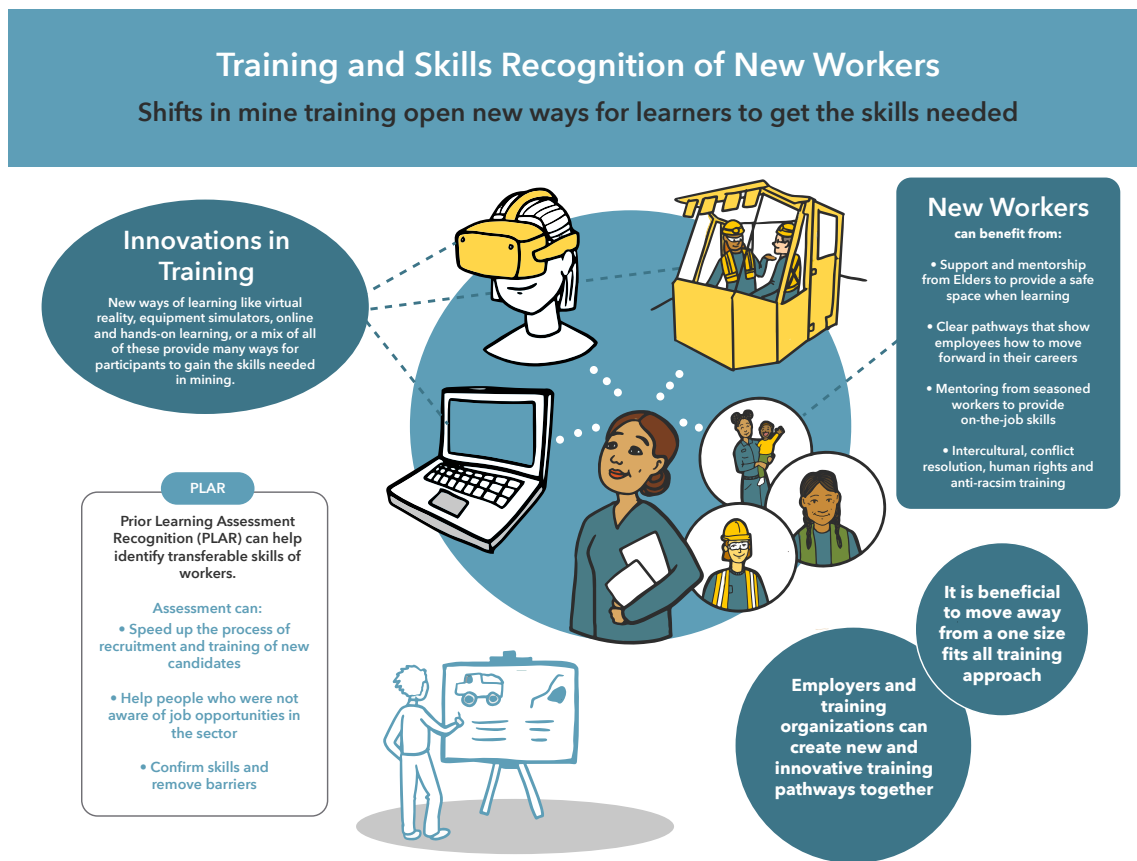 Training and Skills Recognition of New Workers
Shifts in mine training open new ways for learners to get the skills needed
Innovations in
Training
New ways of learning like virtual
reality, equipment simulators, online
and hands-on learning, or a mix of all
of these provide many ways for
participants to gain the skills needed
in mining.
New Workers
can benefit from:
• Support and mentorship
from Elders to provide a safe
space when learning
• Clear pathways that show
employees how to move
forward in their careers
• Mentoring from seasoned
workers to provide
on-the-job skills
• Intercultural, conflict
resolution, human rights and
anti-racsim training
PLAR
Prior Learning Assessment
Recognition (PLAR) can help
identify transferable skills of
workers.
Assessment can:
• Speed up the process of
recruitment and training of new
candidates
• Help people who were not
aware of job opportunities in
the sector
• Confirm skills and
remove barriers
It is beneficial
to move away
from a one size
fits all training
approach
Employers and
training
organizations can
create new and
innovative training
pathways together